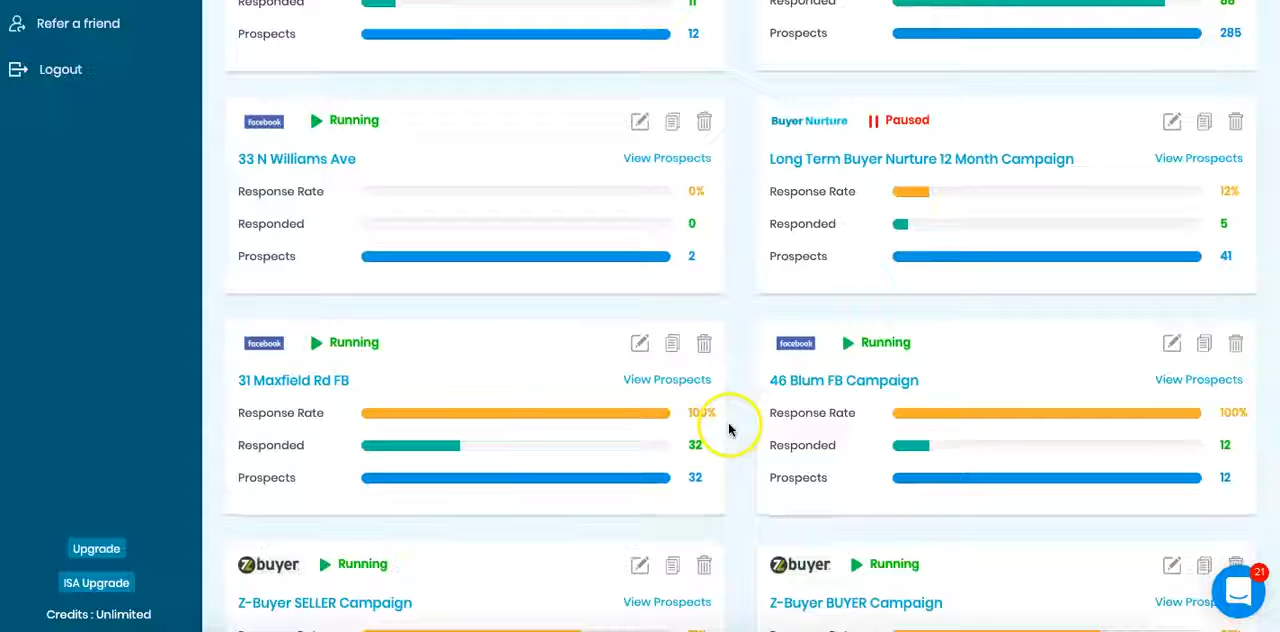 Refer a friend
Logout
Upgrade
ISA Upgrade
Credits : Unlimited
Responded 11
Prospects 12
Responded 88
Prospects 285
facebook Running
33 N Williams Ave View Prospects
Response Rate 0%
Responded 0
Prospects 2
Buyer Nurture Paused
Long Term Buyer Nurture 12 Month Campaign View Prospects
Response Rate 12%
Responded 5
Prospects 41
facebook Running
31 Maxfield Rd FB View Prospects
Response Rate 100%
Responded 32
Prospects 32
facebook Running
46 Blum FB Campaign View Prospects
Response Rate 100%
Responded 12
Prospects 12
Zbuyer Running
Z-Buyer SELLER Campaign View Prospects
Zbuyer Running
Z-Buyer BUYER Campaign View
21